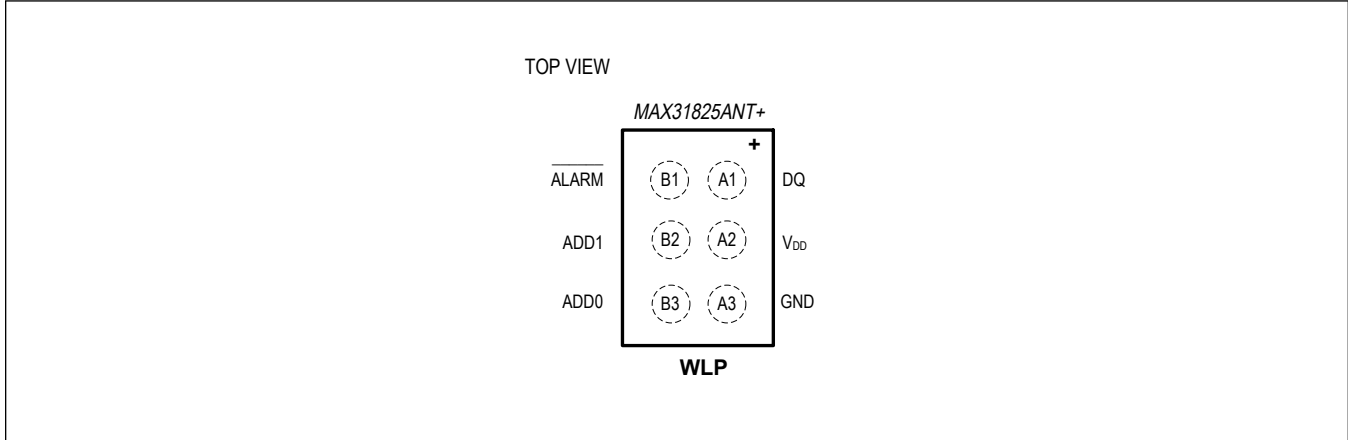 TOP VIEW
MAX31825ANT+
+
ALARM B1 A1 DQ
ADD1 B2 A2 VDD
ADD0 B3 A3 GND
WLP